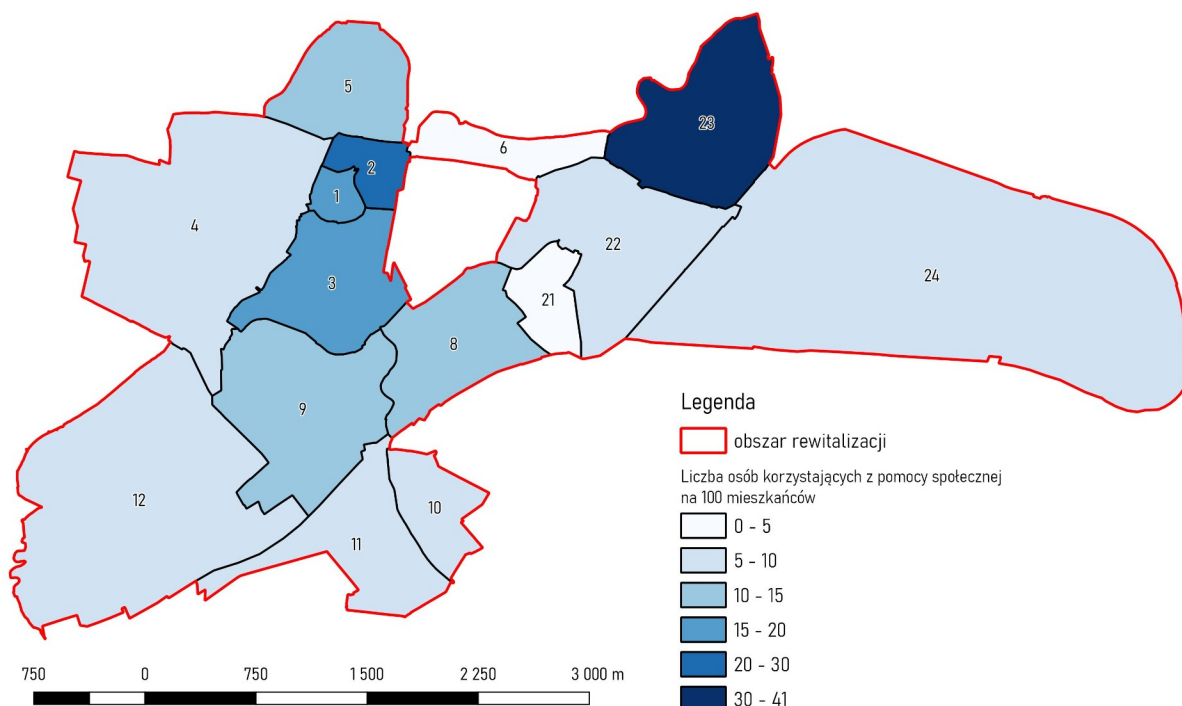 23
5
6
2
1
4
22
24
3
21
8
9
12
10
11
Legenda
obszar rewitalizacji
Liczba osób korzystających z pomocy społecznej
na 100 mieszkańców
0 - 5
5 - 10
10 - 15
15 - 20
20 - 30
30 - 41
750 0 750 1 500 2 250 3 000 m